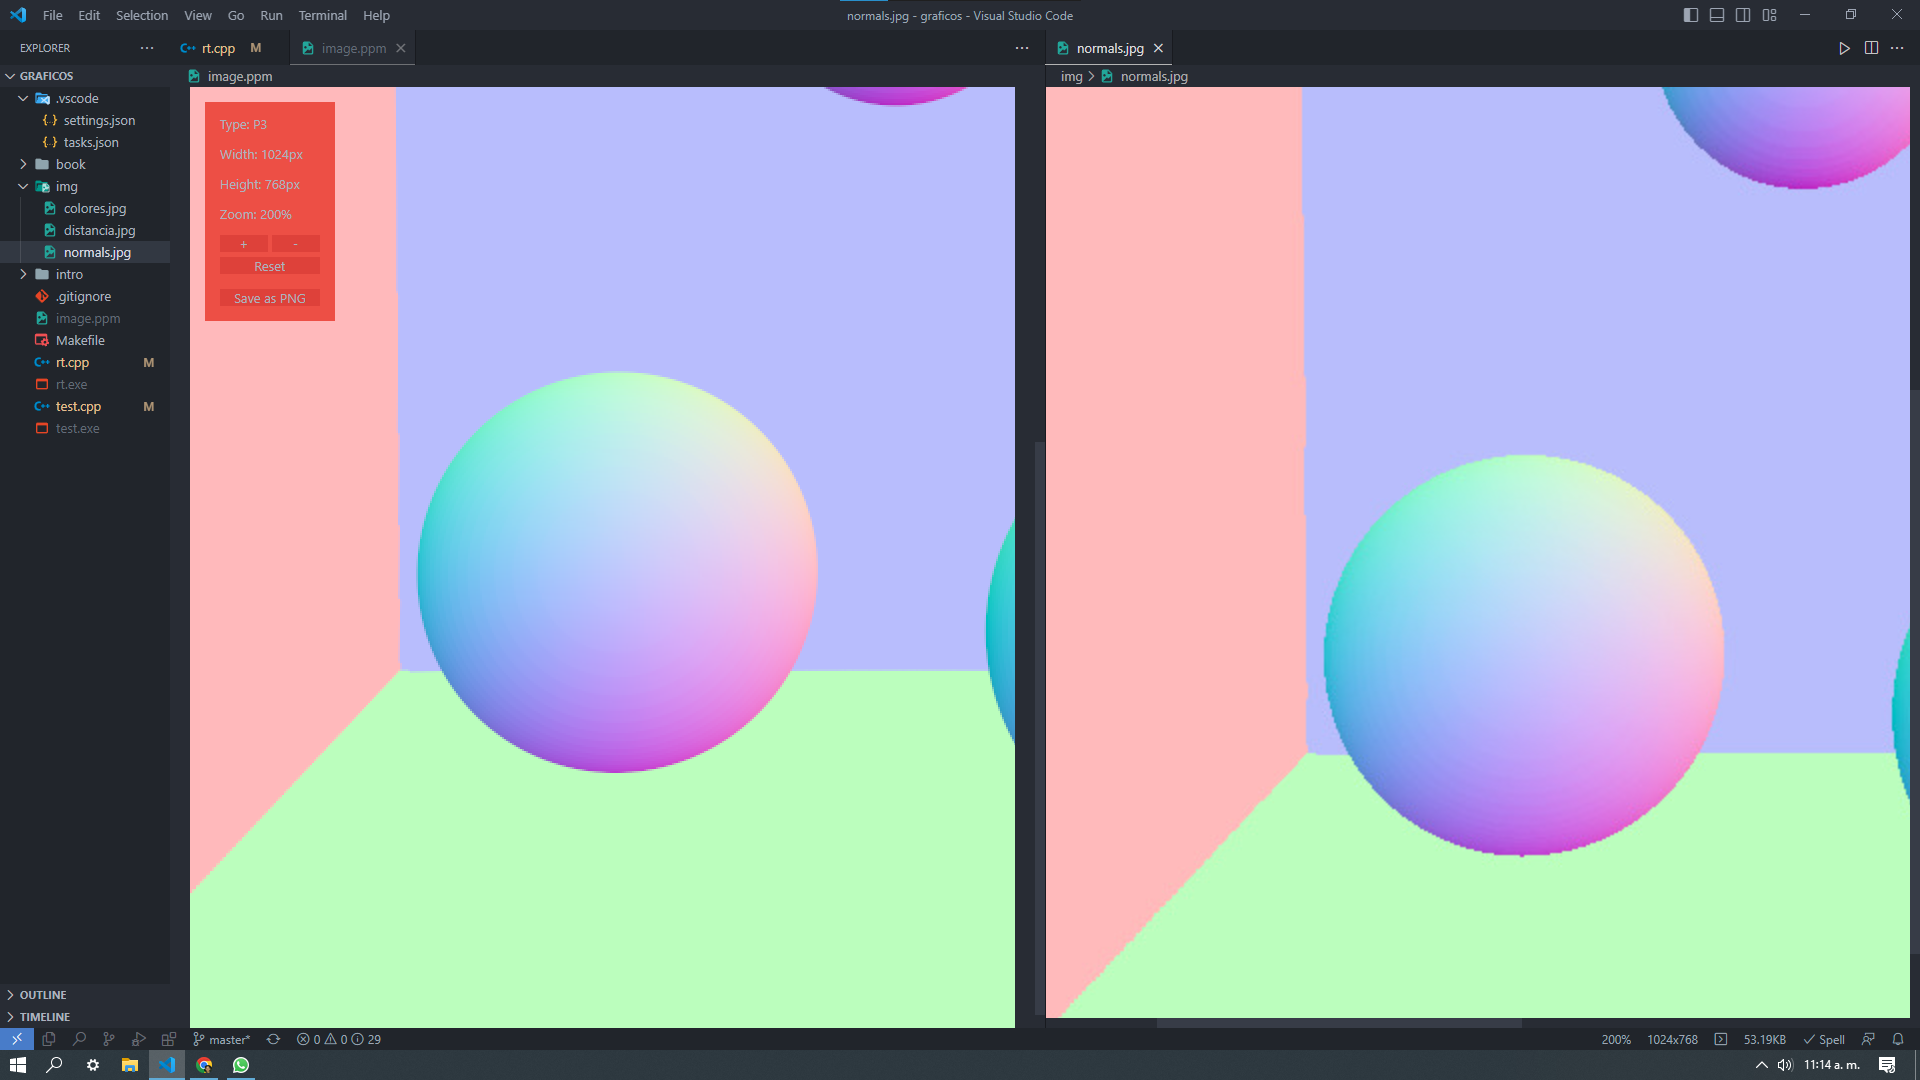 File Edit Selection View Go Run Terminal Help
normals.jpg - graficos - Visual Studio Code
EXPLORER
rt.cpp M
image.ppm
normals.jpg
GRAFICOS
image.ppm
img normals.jpg
.vscode
settings.json
tasks.json
book
img
colores.jpg
distancia.jpg
normals.jpg
intro
.gitignore
image.ppm
Makefile
rt.cpp M
rt.exe
test.cpp M
test.exe
Type: P3
Width: 1024px
Height: 768px
Zoom: 200%
+ -
Reset
Save as PNG
OUTLINE
TIMELINE
master* 0 0 29
200% 1024x768 53.19KB Spell
11:14 a. m.